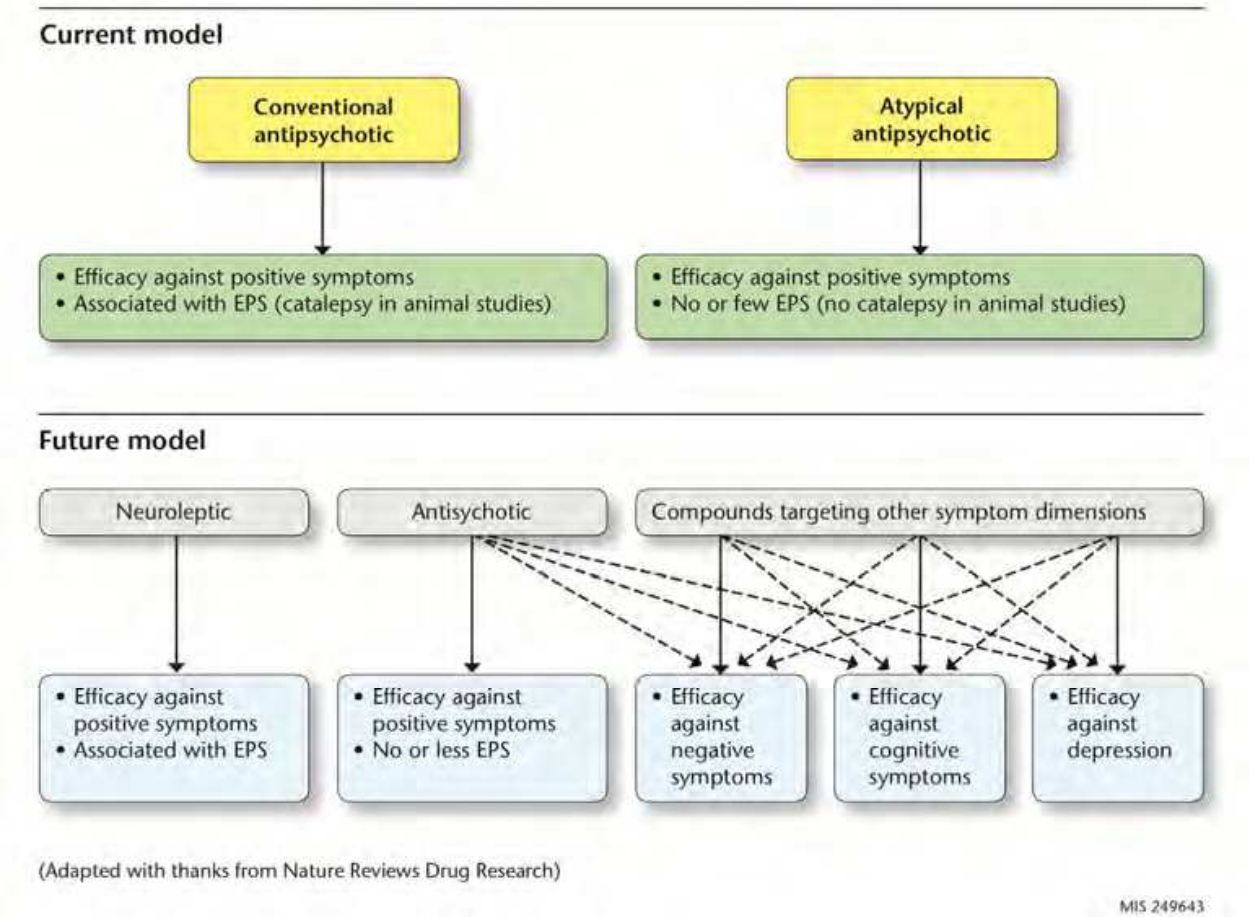 Current model
Conventional
antipsychotic
Atypical
antipsychotic
• Efficacy against positive symptoms
• Associated with EPS (catalepsy in animal studies)
• Efficacy against positive symptoms
• No or few EPS (no catalepsy in animal studies)
Future model
Neuroleptic
Antisychotic
Compounds targeting other symptom dimensions
• Efficacy against
positive symptoms
• Associated with EPS
• Efficacy against
positive symptoms
• No or less EPS
• Efficacy
against
negative
symptoms
• Efficacy
against
cognitive
symptoms
• Efficacy
against
depression
(Adapted with thanks from Nature Reviews Drug Research)
MIS 249643